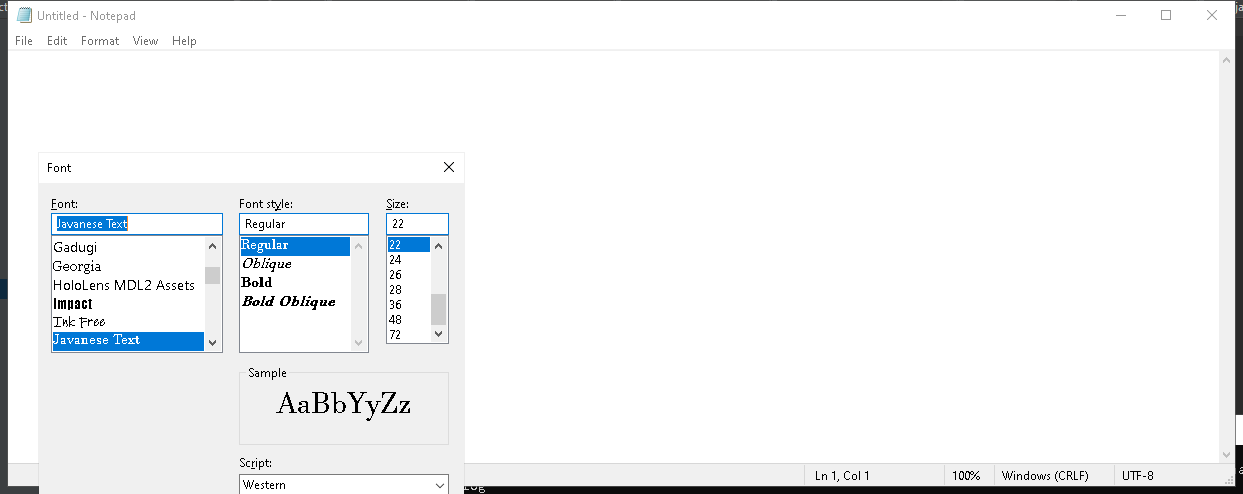 Untitled - Notepad
File Edit Format View Help
Font
Font: Font style: Size:
Javanese Text Regular 22
Gadugi
Georgia
HoloLens MDL2 Assets
Impact
Ink Free
Javanese Text
Regular
Oblique
Bold
Bold Oblique
22
24
26
28
36
48
72
Sample
AaBbYyZz
Script:
Western
Ln 1, Col 1 100% Windows (CRLF) UTF-8